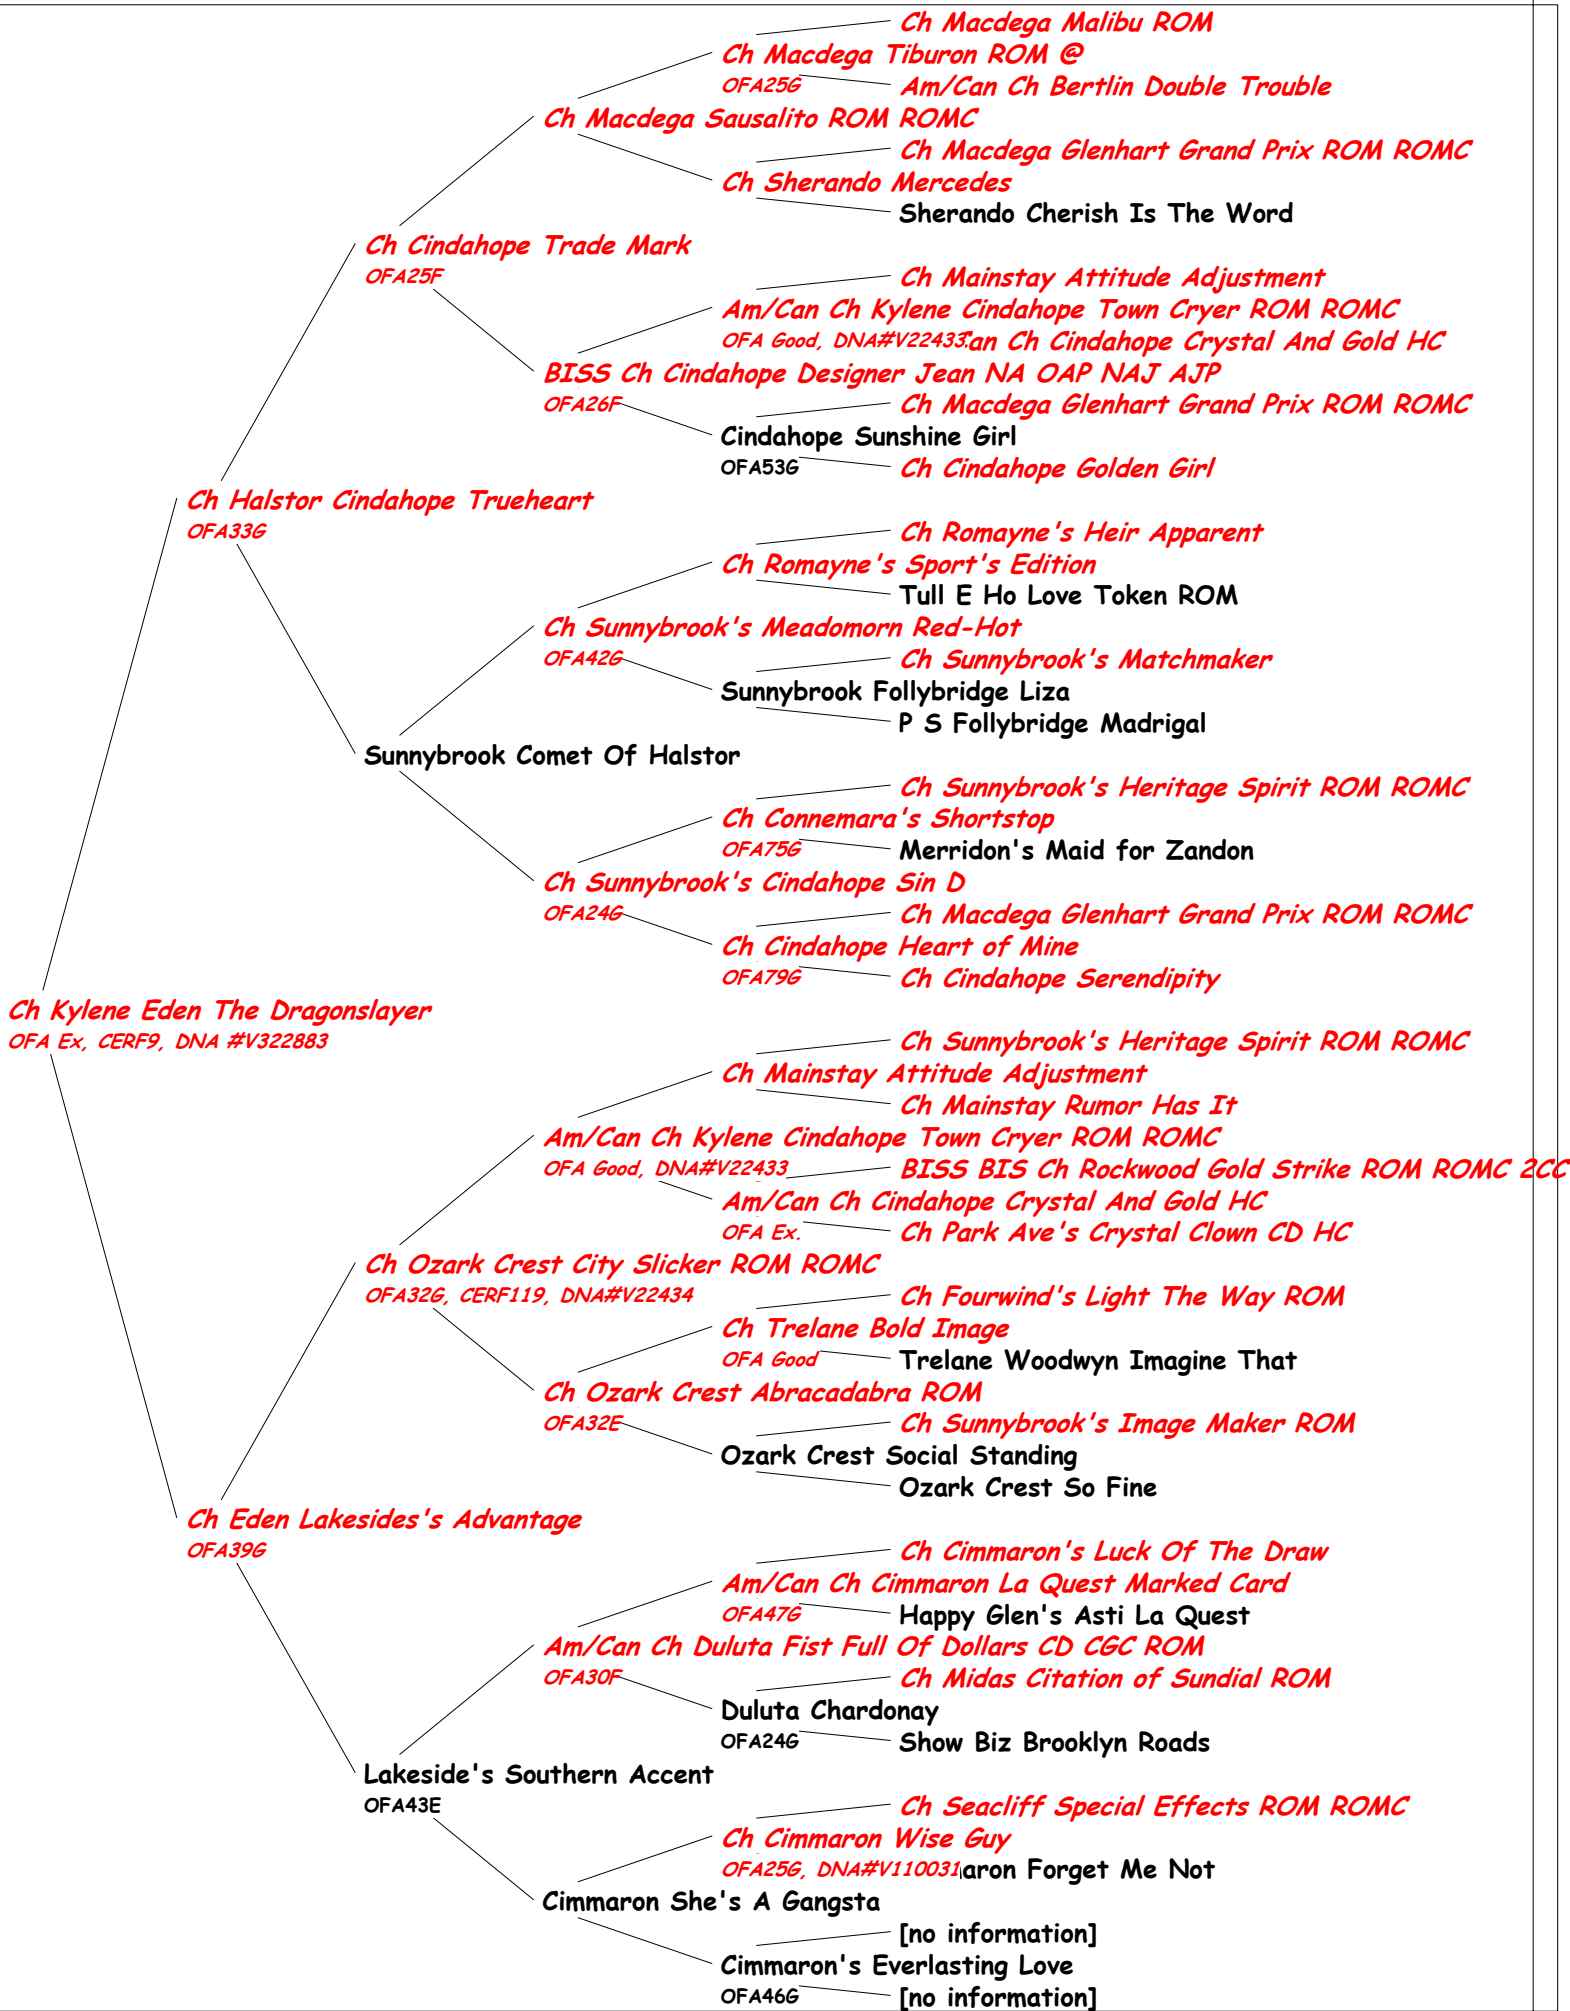 Ch Macdega Malibu ROM
Ch Macdega Tiburon ROM @
OFA25G
Am/Can Ch Bertlin Double Trouble
Ch Macdega Sausalito ROM ROMC
Ch Macdega Glenhart Grand Prix ROM ROMC
Ch Sherando Mercedes
Sherando Cherish Is The Word
Ch Cindahope Trade Mark
OFA25F
Ch Mainstay Attitude Adjustment
Am/Can Ch Kylene Cindahope Town Cryer ROM ROMC
OFA Good, DNA#V22433
Can Ch Cindahope Crystal And Gold HC
BISS Ch Cindahope Designer Jean NA OAP NAJ AJP
OFA26F
Ch Macdega Glenhart Grand Prix ROM ROMC
Cindahope Sunshine Girl
OFA53G
Ch Cindahope Golden Girl
Ch Halstor Cindahope Trueheart
OFA33G
Ch Romayne's Heir Apparent
Ch Romayne's Sport's Edition
Tull E Ho Love Token ROM
Ch Sunnybrook's Meadomorn Red-Hot
OFA42G
Ch Sunnybrook's Matchmaker
Sunnybrook Follybridge Liza
P S Follybridge Madrigal
Sunnybrook Comet Of Halstor
Ch Sunnybrook's Heritage Spirit ROM ROMC
Ch Connemara's Shortstop
OFA75G
Merridon's Maid for Zandon
Ch Sunnybrook's Cindahope Sin D
OFA24G
Ch Macdega Glenhart Grand Prix ROM ROMC
Ch Cindahope Heart of Mine
OFA79G
Ch Cindahope Serendipity
Ch Kylene Eden The Dragonslayer
OFA Ex, CERF9, DNA #V322883
Ch Sunnybrook's Heritage Spirit ROM ROMC
Ch Mainstay Attitude Adjustment
Ch Mainstay Rumor Has It
Am/Can Ch Kylene Cindahope Town Cryer ROM ROMC
OFA Good, DNA#V22433
BISS BIS Ch Rockwood Gold Strike ROM ROMC 2CC
Am/Can Ch Cindahope Crystal And Gold HC
OFA Ex.
Ch Park Ave's Crystal Clown CD HC
Ch Ozark Crest City Slicker ROM ROMC
OFA32G, CERF119, DNA#V22434
Ch Fourwind's Light The Way ROM
Ch Trelane Bold Image
OFA Good
Trelane Woodwyn Imagine That
Ch Ozark Crest Abracadabra ROM
OFA32E
Ch Sunnybrook's Image Maker ROM
Ozark Crest Social Standing
Ozark Crest So Fine
Ch Eden Lakesides's Advantage
OFA39G
Ch Cimmaron's Luck Of The Draw
Am/Can Ch Cimmaron La Quest Marked Card
OFA47G
Happy Glen's Asti La Quest
Am/Can Ch Duluta Fist Full Of Dollars CD CGC ROM
OFA30F
Ch Midas Citation of Sundial ROM
Duluta Chardonay
OFA24G
Show Biz Brooklyn Roads
Lakeside's Southern Accent
OFA43E
Ch Seacliff Special Effects ROM ROMC
Ch Cimmaron Wise Guy
OFA25G, DNA#V110031
aron Forget Me Not
Cimmaron She's A Gangsta
[no information]
Cimmaron's Everlasting Love
OFA46G
[no information]